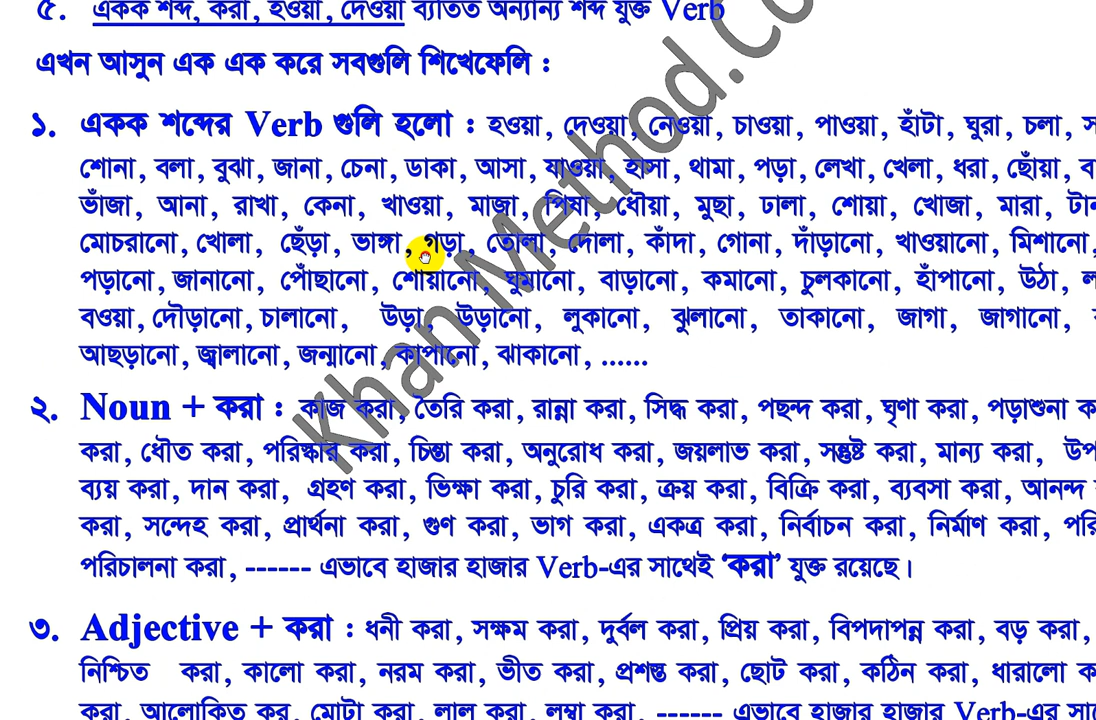 ৫. একক শব্দ, করা, হওয়া, দেওয়া ব্যতিত অন্যান্য শব্দ যুক্ত Verb
এখন আসুন এক এক করে সবগুলি শিখেফেলি :
১. একক শব্দের Verb গুলি হলো : হওয়া, দেওয়া, নেওয়া, চাওয়া, পাওয়া, হাঁটা, ঘুরা, চলা,
শোনা, বলা, বুঝা, জানা, চেনা, ডাকা, আসা, যাওয়া, হাসা, থামা, পড়া, লেখা, খেলা, ধরা, ছোঁয়া,
ভাঁজা, আনা, রাখা, কেনা, খাওয়া, মাজা, পিষা, ধৌয়া, মুছা, ঢালা, শোয়া, খোজা, মারা,
মোচরানো, খোলা, ছেঁড়া, ভাঙ্গা, গড়া, তোলা, দোলা, কাঁদা, গোনা, দাঁড়ানো, খাওয়ানো, মিশানো,
পড়ানো, জানানো, পোঁছানো, শোয়ানো, ঘুমানো, বাড়ানো, কমানো, চুলকানো, হাঁপানো, উঠা,
বওয়া, দৌড়ানো, চালানো, উড়া, উড়ানো, লুকানো, ঝুলানো, তাকানো, জাগা, জাগানো,
আছড়ানো, জ্বালানো, জন্মানো, কাপানো, ঝাকানো, ......
২. Noun + করা : কাজ করা, তৈরি করা, রান্না করা, সিদ্ধ করা, পছন্দ করা, ঘৃণা করা, পড়াশুনা
করা, ধৌত করা, পরিস্কার করা, চিন্তা করা, অনুরোধ করা, জয়লাভ করা, সন্তুষ্ট করা, মান্য করা,
ব্যয় করা, দান করা, গ্রহণ করা, ভিক্ষা করা, চুরি করা, ক্রয় করা, বিক্রি করা, ব্যবসা করা, আনন্দ
করা, সন্দেহ করা, প্রার্থনা করা, গুণ করা, ভাগ করা, একত্র করা, নির্বাচন করা, নির্মাণ করা,
পরিচালনা করা, ------ এভাবে হাজার হাজার Verb-এর সাথেই ‘করা’ যুক্ত রয়েছে।
৩. Adjective + করা : ধনী করা, সক্ষম করা, দুর্বল করা, প্রিয় করা, বিপদাপন্ন করা, বড় করা,
নিশ্চিত করা, কালো করা, নরম করা, ভীত করা, প্রশস্ত করা, ছোট করা, কঠিন করা, ধারালো
করা, আলোকিত কর, মোটা করা, লাল করা, লম্বা করা, ------ এভাবে হাজার হাজার Verb-এর
Khan Method.Co